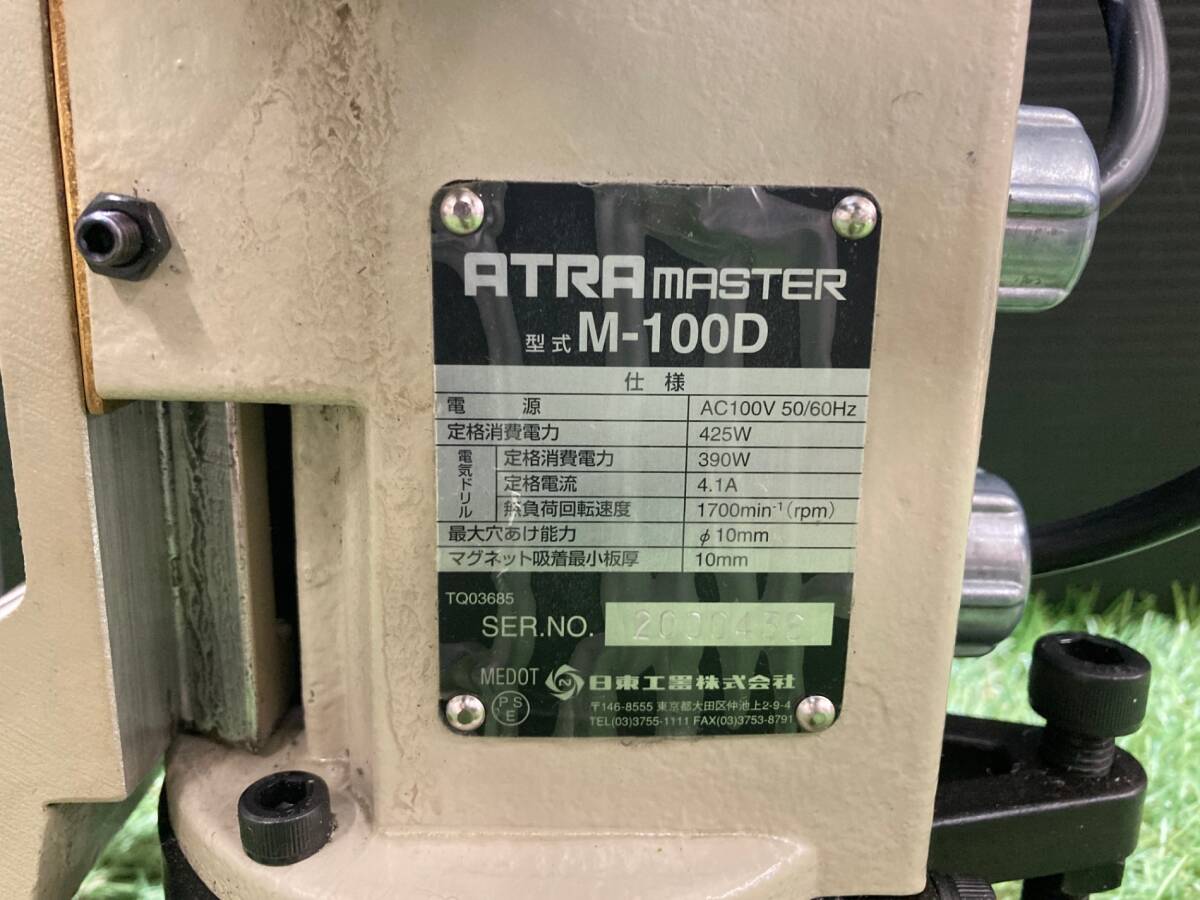 ATRA MASTER
型式 M-100D
仕様
電源 AC100V 50/60Hz
定格消費電力 425W
電気ドリル
定格消費電力 390W
定格電流 4.1A
無負荷回転速度 1700min⁻¹(rpm)
最大穴あけ能力 φ10mm
マグネット吸着最小板厚 10mm
TQ03685
SER.NO.
MEDOT 日東工器株式会社
PSE
〒146-8555 東京都大田区仲池上2-9-4
TEL(03)3755-1111 FAX(03)3753-8791